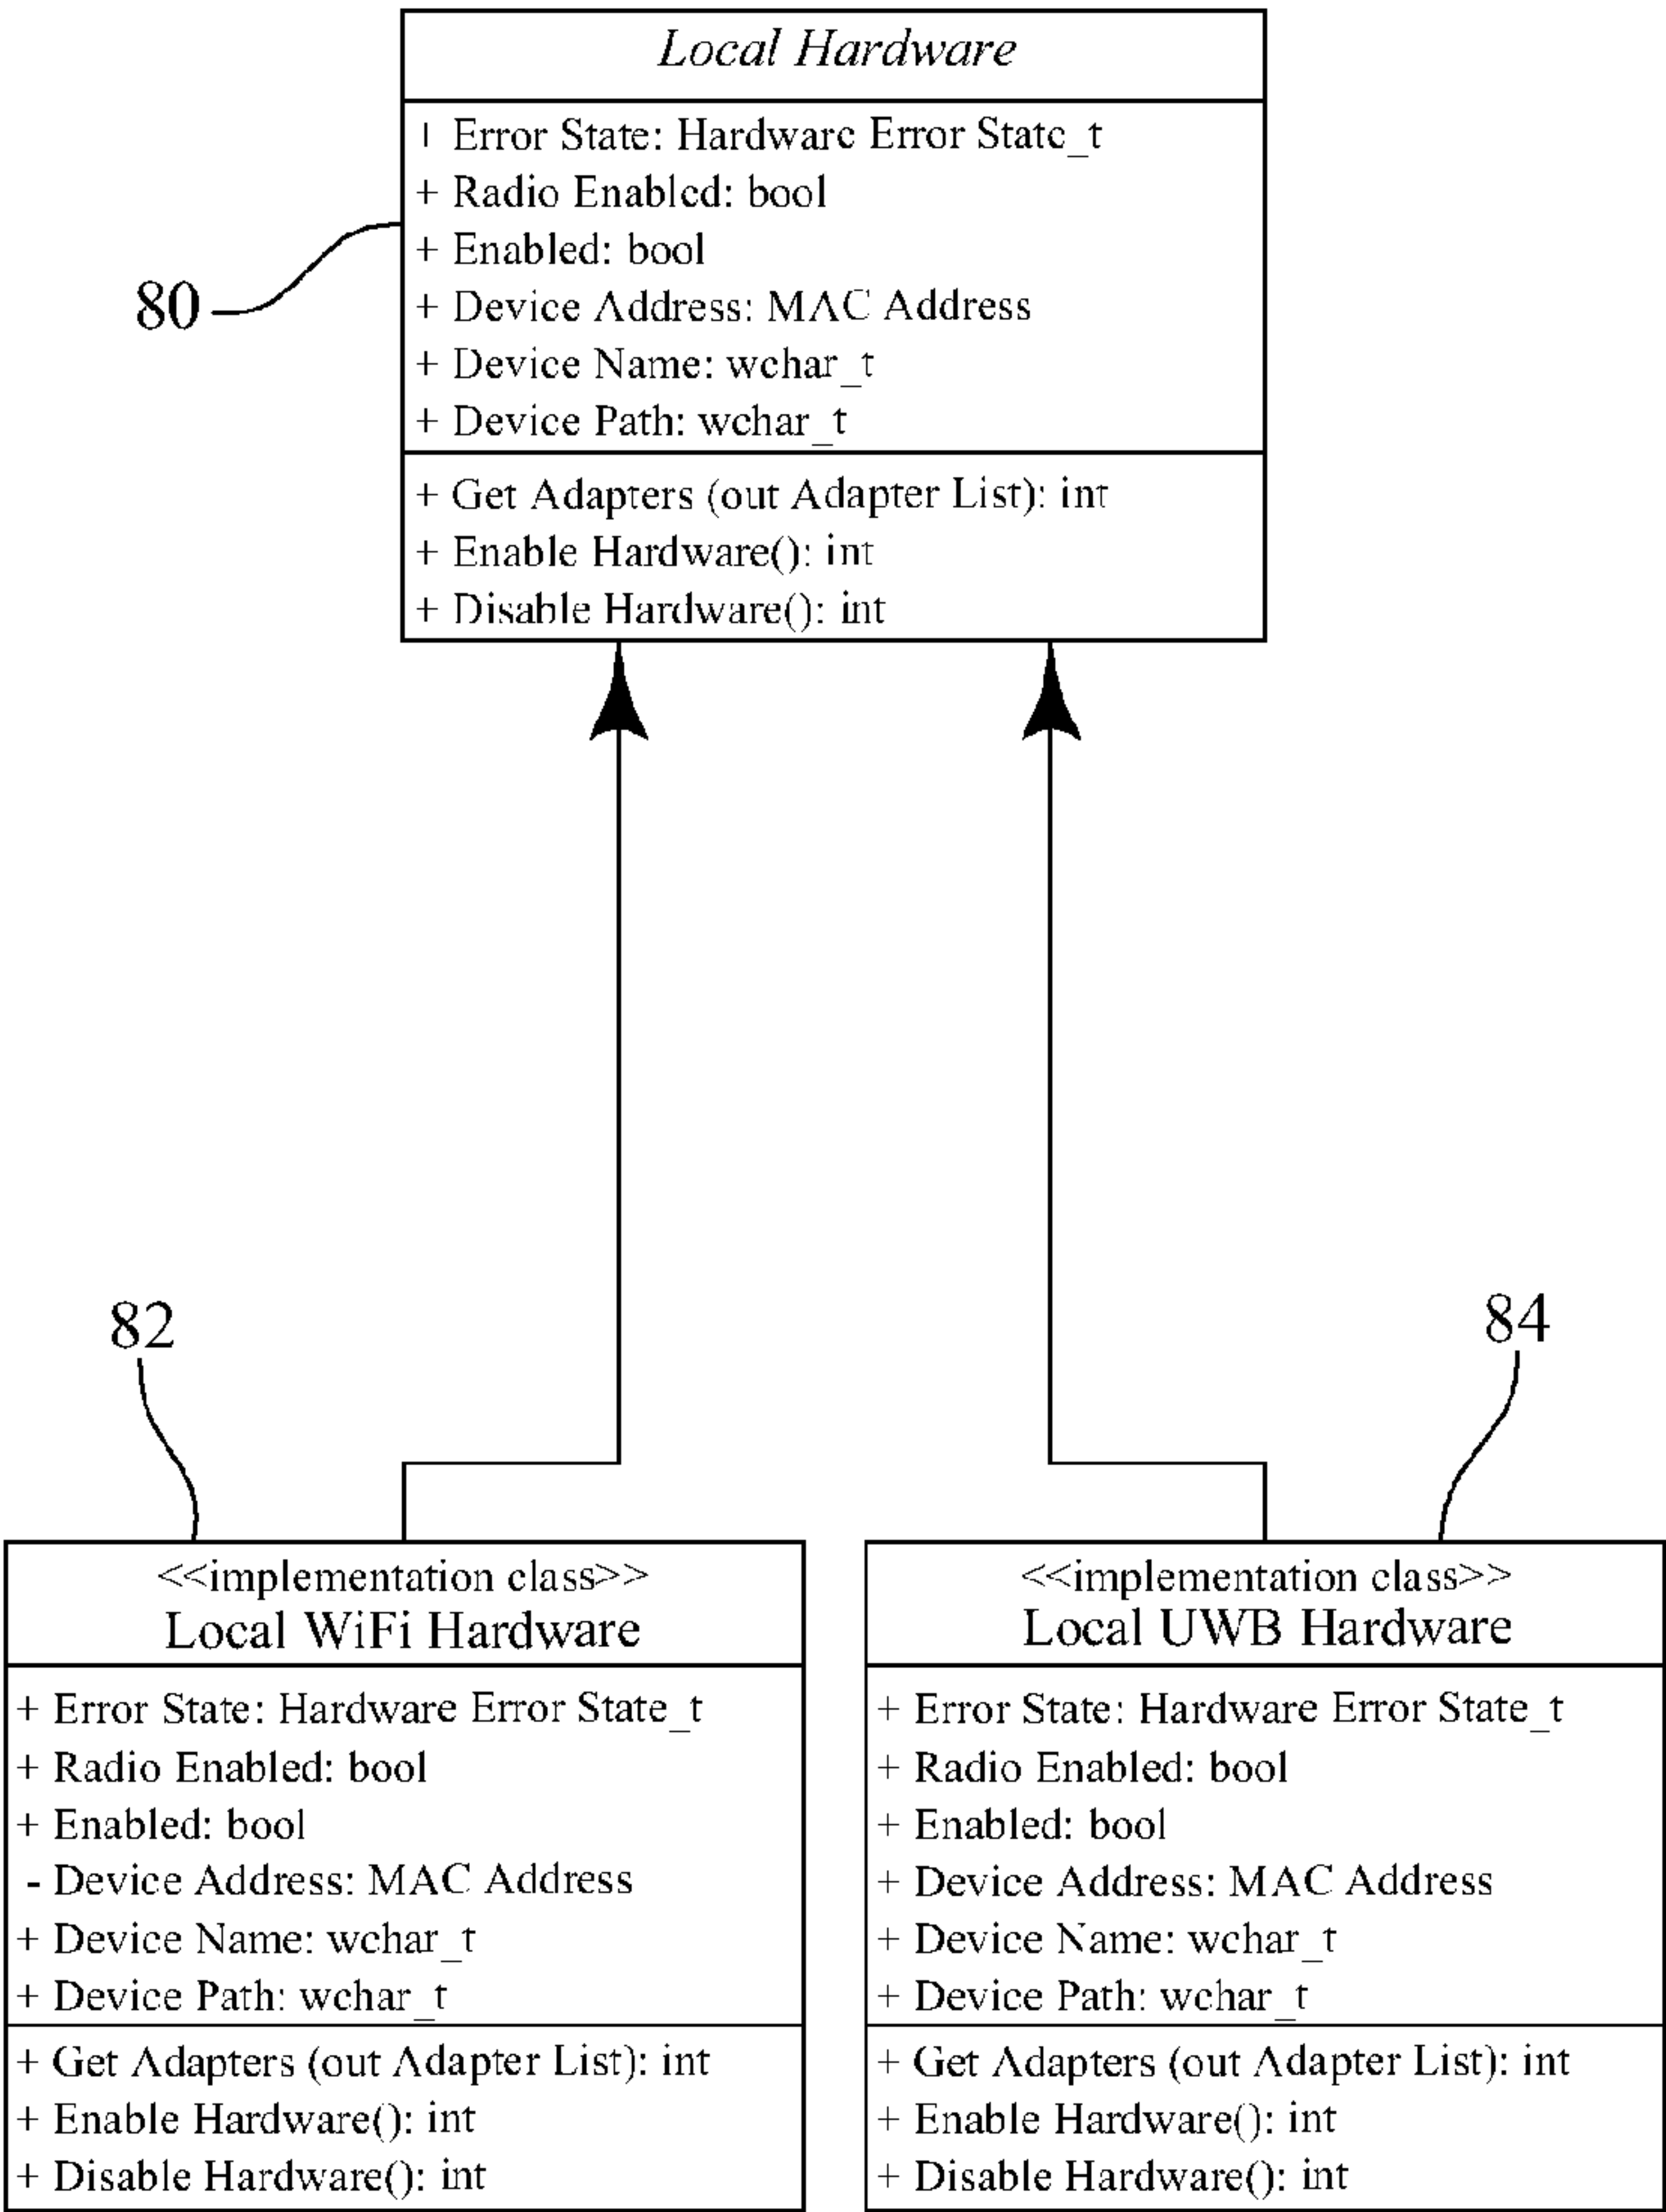 Local Hardware
+ Error State: Hardware Error State_t
+ Radio Enabled: bool
+ Enabled: bool
+ Device Address: MAC Address
+ Device Name: wchar_t
+ Device Path: wchar_t
+ Get Adapters (out Adapter List): int
+ Enable Hardware(): int
+ Disable Hardware(): int
80
82
84
<<implementation class>>
Local WiFi Hardware
+ Error State: Hardware Error State_t
+ Radio Enabled: bool
+ Enabled: bool
- Device Address: MAC Address
+ Device Name: wchar_t
+ Device Path: wchar_t
+ Get Adapters (out Adapter List): int
+ Enable Hardware(): int
+ Disable Hardware(): int
<<implementation class>>
Local UWB Hardware
+ Error State: Hardware Error State_t
+ Radio Enabled: bool
+ Enabled: bool
+ Device Address: MAC Address
+ Device Name: wchar_t
+ Device Path: wchar_t
+ Get Adapters (out Adapter List): int
+ Enable Hardware(): int
+ Disable Hardware(): int